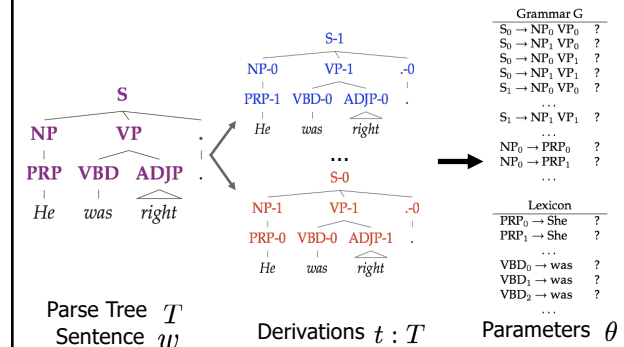 S
NP VP .
PRP VBD ADJP .
He was right
Parse Tree T
Sentence w
S-1
NP-0 VP-1 .-0
PRP-1 VBD-0 ADJP-0 .
He was right
...
S-0
NP-1 VP-1 .-0
PRP-0 VBD-0 ADJP-1 .
He was right
Derivations t : T
Grammar G
S₀ → NP₀ VP₀ ?
S₀ → NP₁ VP₀ ?
S₀ → NP₀ VP₁ ?
S₀ → NP₁ VP₁ ?
S₁ → NP₀ VP₀ ?
...
S₁ → NP₁ VP₁ ?
...
NP₀ → PRP₀ ?
NP₀ → PRP₁ ?
...
Lexicon
PRP₀ → She ?
PRP₁ → She ?
...
VBD₀ → was ?
VBD₁ → was ?
VBD₂ → was ?
...
Parameters θ